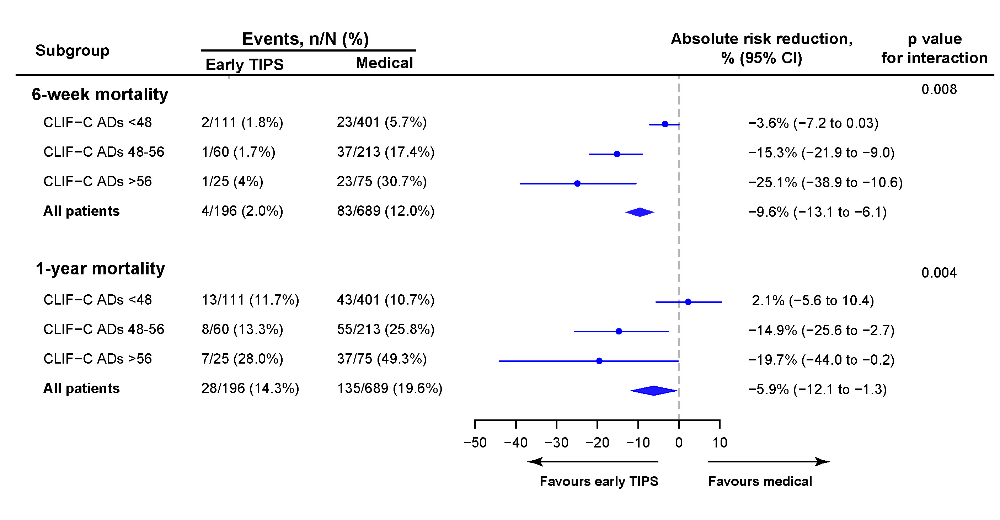 Subgroup Events, n/N (%) Absolute risk reduction, % (95% CI) p value for interaction
Early TIPS Medical
6-week mortality 0.008
CLIF−C ADs <48 2/111 (1.8%) 23/401 (5.7%) −3.6% (−7.2 to 0.03)
CLIF−C ADs 48-56 1/60 (1.7%) 37/213 (17.4%) −15.3% (−21.9 to −9.0)
CLIF−C ADs >56 1/25 (4%) 23/75 (30.7%) −25.1% (−38.9 to −10.6)
All patients 4/196 (2.0%) 83/689 (12.0%) −9.6% (−13.1 to −6.1)
1-year mortality 0.004
CLIF−C ADs <48 13/111 (11.7%) 43/401 (10.7%) 2.1% (−5.6 to 10.4)
CLIF−C ADs 48-56 8/60 (13.3%) 55/213 (25.8%) −14.9% (−25.6 to −2.7)
CLIF−C ADs >56 7/25 (28.0%) 37/75 (49.3%) −19.7% (−44.0 to −0.2)
All patients 28/196 (14.3%) 135/689 (19.6%) −5.9% (−12.1 to −1.3)
−50 −40 −30 −20 −10 0 10
Favours early TIPS Favours medical